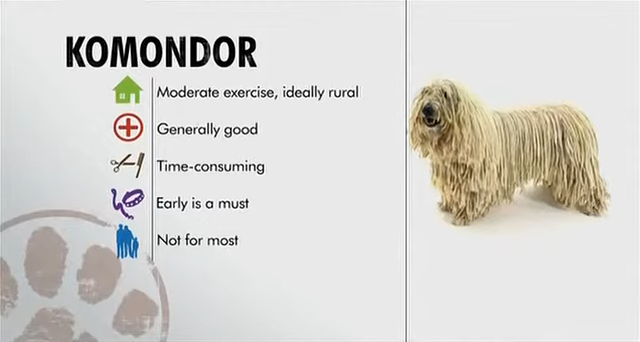 KOMONDOR
Moderate exercise, ideally rural
Generally good
Time-consuming
Early is a must
Not for most